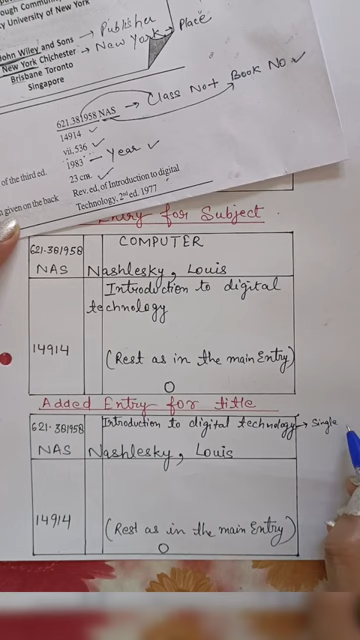 ough Communi
y University of New York
John Wiley and Sons → Publisher
New York Chichester → New York → Place
Brisbane Toronto
Singapore
621.381958 NAS → Class No + Book No
14914
vii, 536
of the third ed. 1983 — Year
23 cm.
given on the back Rev. ed. of Introduction to digital
Technology, 2nd ed. 1977
Entry for Subject
621-381958 COMPUTER
NAS Nashlesky, Louis
Introduction to digital
technology
14914 (Rest as in the main Entry)
Added Entry for title
621-381958 Introduction to digital technology → Single
NAS Nashlesky, Louis
14914 (Rest as in the main Entry)